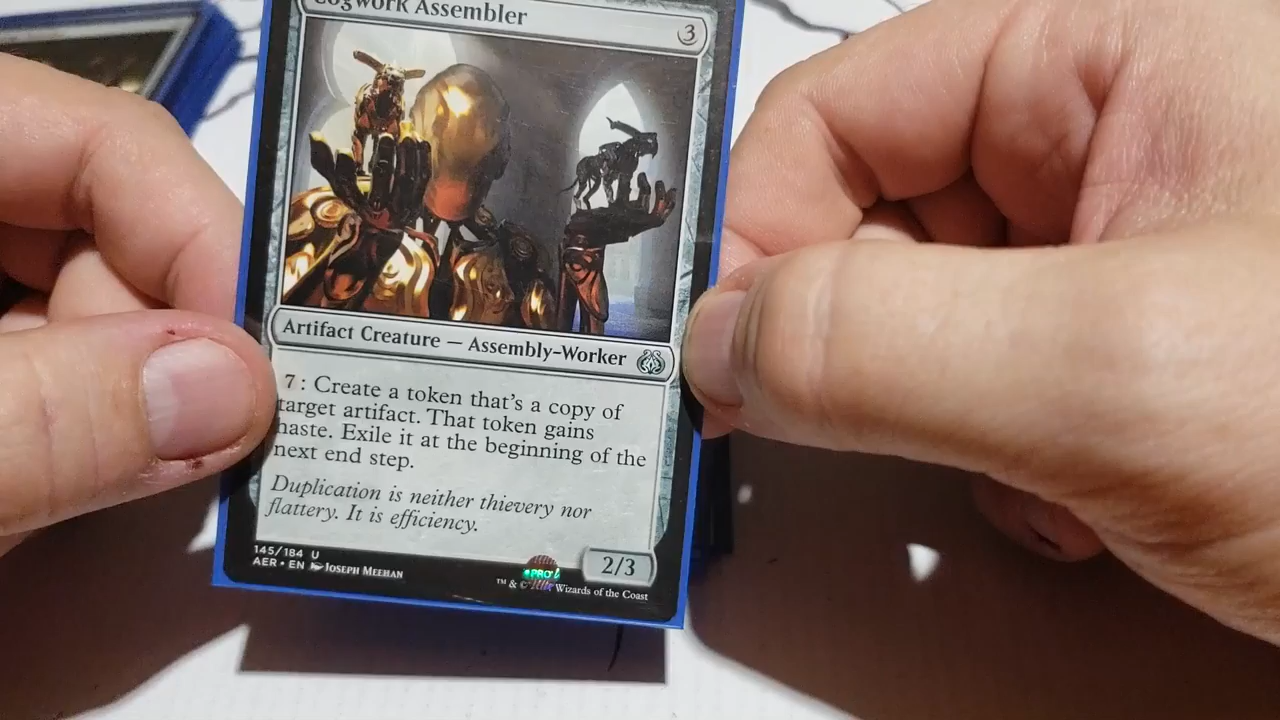 Cogwork Assembler
3
Artifact Creature — Assembly-Worker
7: Create a token that's a copy of
target artifact. That token gains
haste. Exile it at the beginning of the
next end step.
Duplication is neither thievery nor
flattery. It is efficiency.
2/3
145/184 U
AER • EN JOSEPH MEEHAN
PRO
™ & © Wizards of the Coast